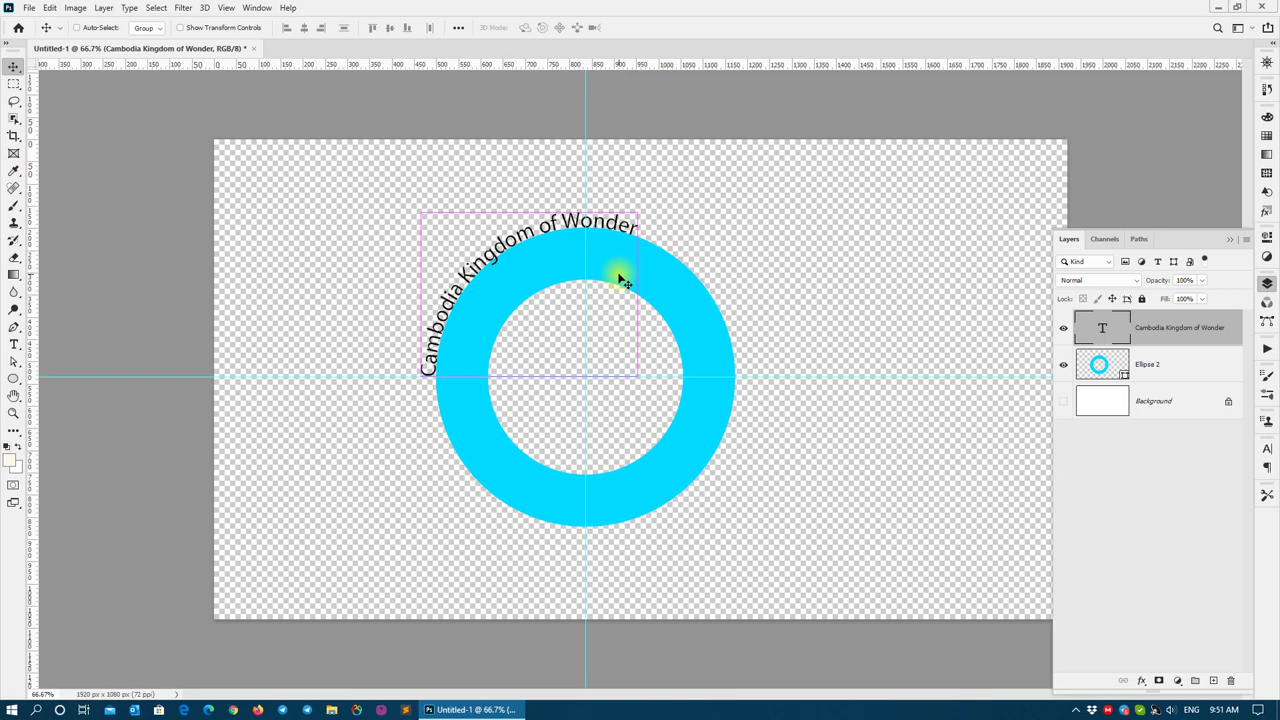 File Edit Image Layer Type Select Filter 3D View Window Help
Auto-Select: Group Show Transform Controls 3D Mode:
Untitled-1 @ 66.7% (Cambodia Kingdom of Wonder, RGB/8) *
Cambodia Kingdom of Wonder
Layers Channels Paths
Kind
Normal Opacity: 100%
Lock: Fill: 100%
T Cambodia Kingdom of Wonder
Ellipse 2
Background
66.67% 1920 px x 1080 px (72 ppi)
Untitled-1 @ 66.7% (... ENG 9:51 AM